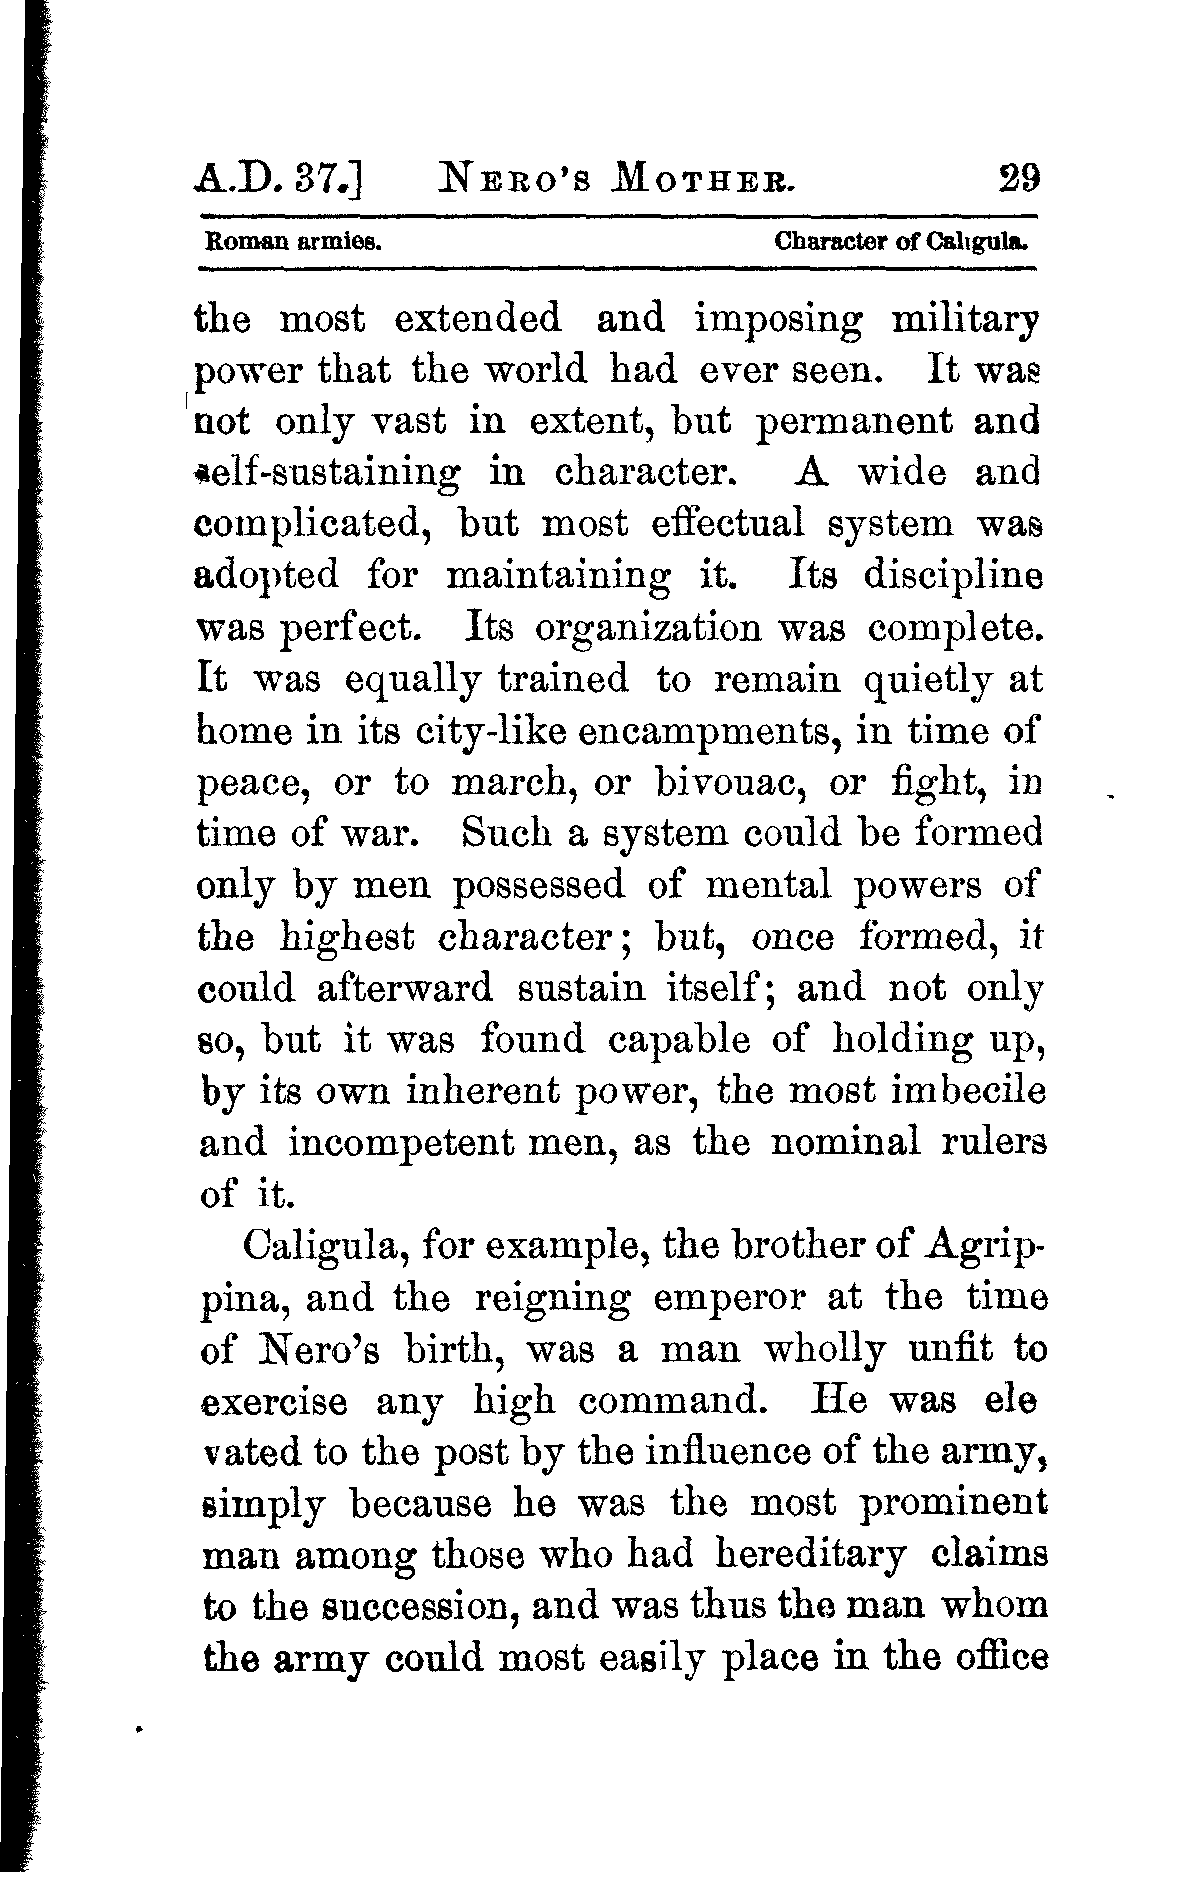 A.D. 37.] NERO'S MOTHER. 29
Roman armies. Character of Caligula.
the most extended and imposing military
power that the world had ever seen. It was
not only vast in extent, but permanent and
self-sustaining in character. A wide and
complicated, but most effectual system was
adopted for maintaining it. Its discipline
was perfect. Its organization was complete.
It was equally trained to remain quietly at
home in its city-like encampments, in time of
peace, or to march, or bivouac, or fight, in
time of war. Such a system could be formed
only by men possessed of mental powers of
the highest character; but, once formed, it
could afterward sustain itself; and not only
so, but it was found capable of holding up,
by its own inherent power, the most imbecile
and incompetent men, as the nominal rulers
of it.
Caligula, for example, the brother of Agrip-
pina, and the reigning emperor at the time
of Nero's birth, was a man wholly unfit to
exercise any high command. He was ele
vated to the post by the influence of the army,
simply because he was the most prominent
man among those who had hereditary claims
to the succession, and was thus the man whom
the army could most easily place in the office